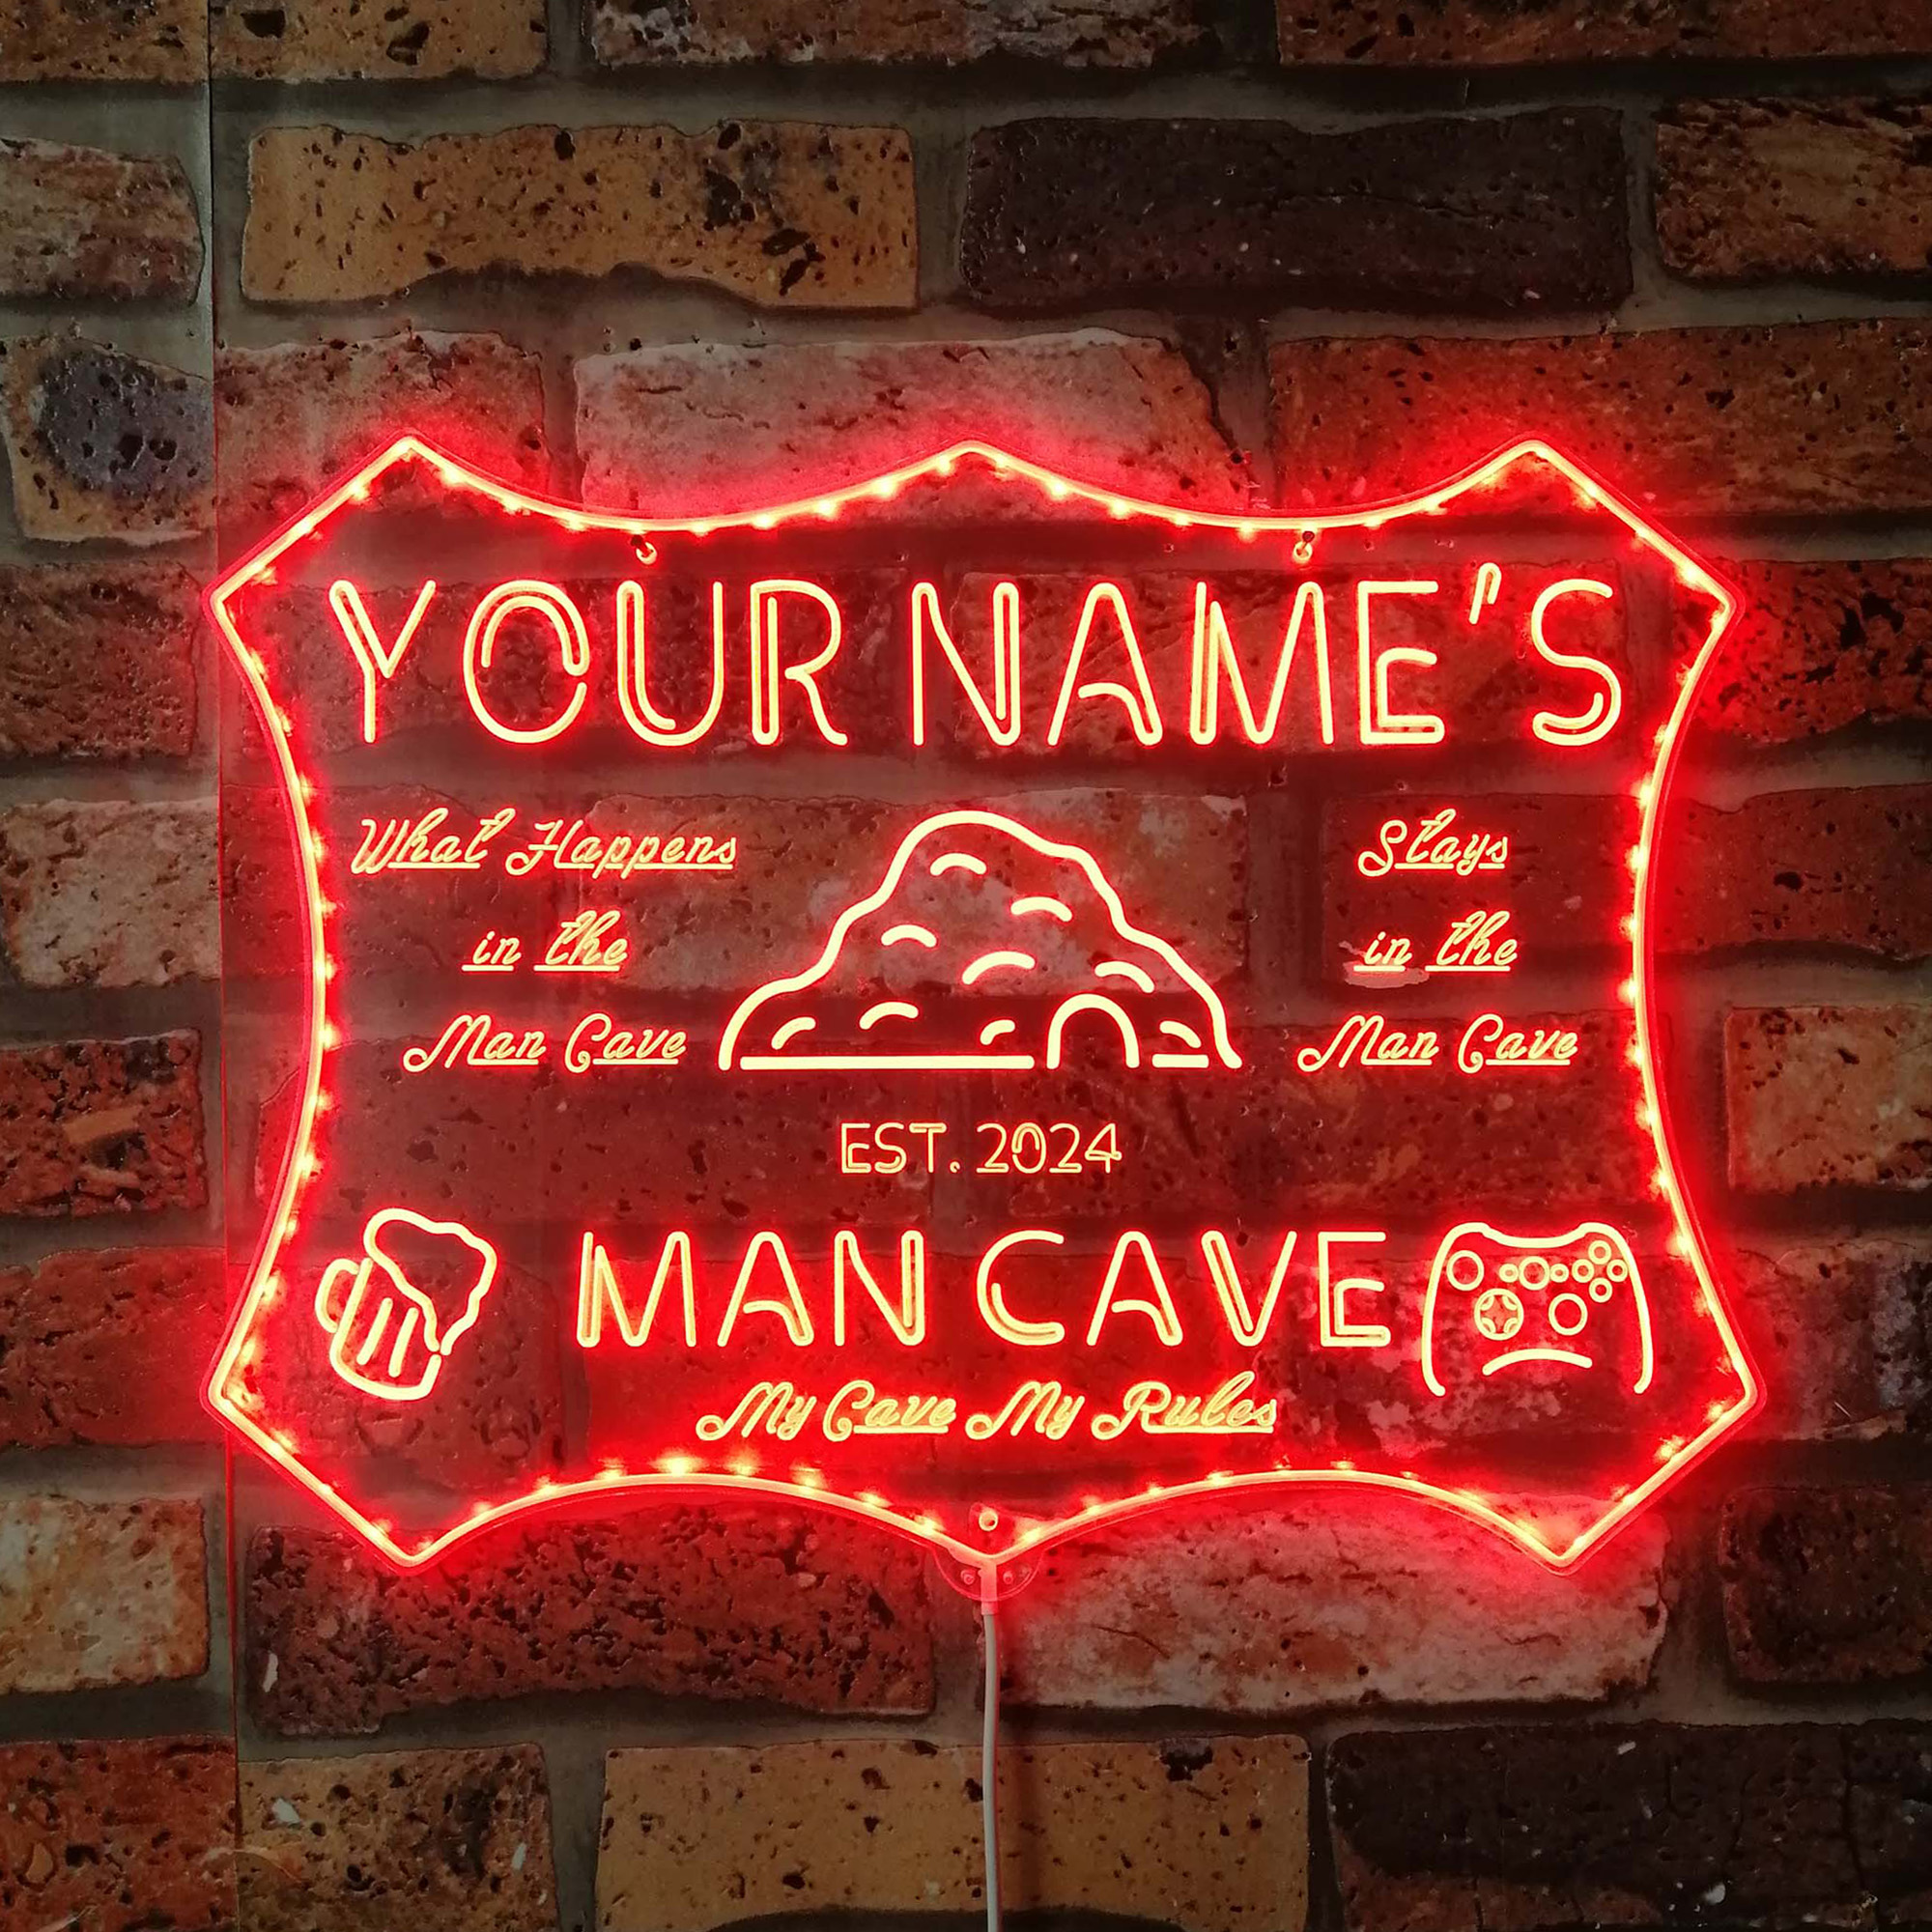 YOUR NAME'S
What Happens
in the
Man Cave
Stays
in the
Man Cave
EST. 2024
MAN CAVE
My Cave My Rules